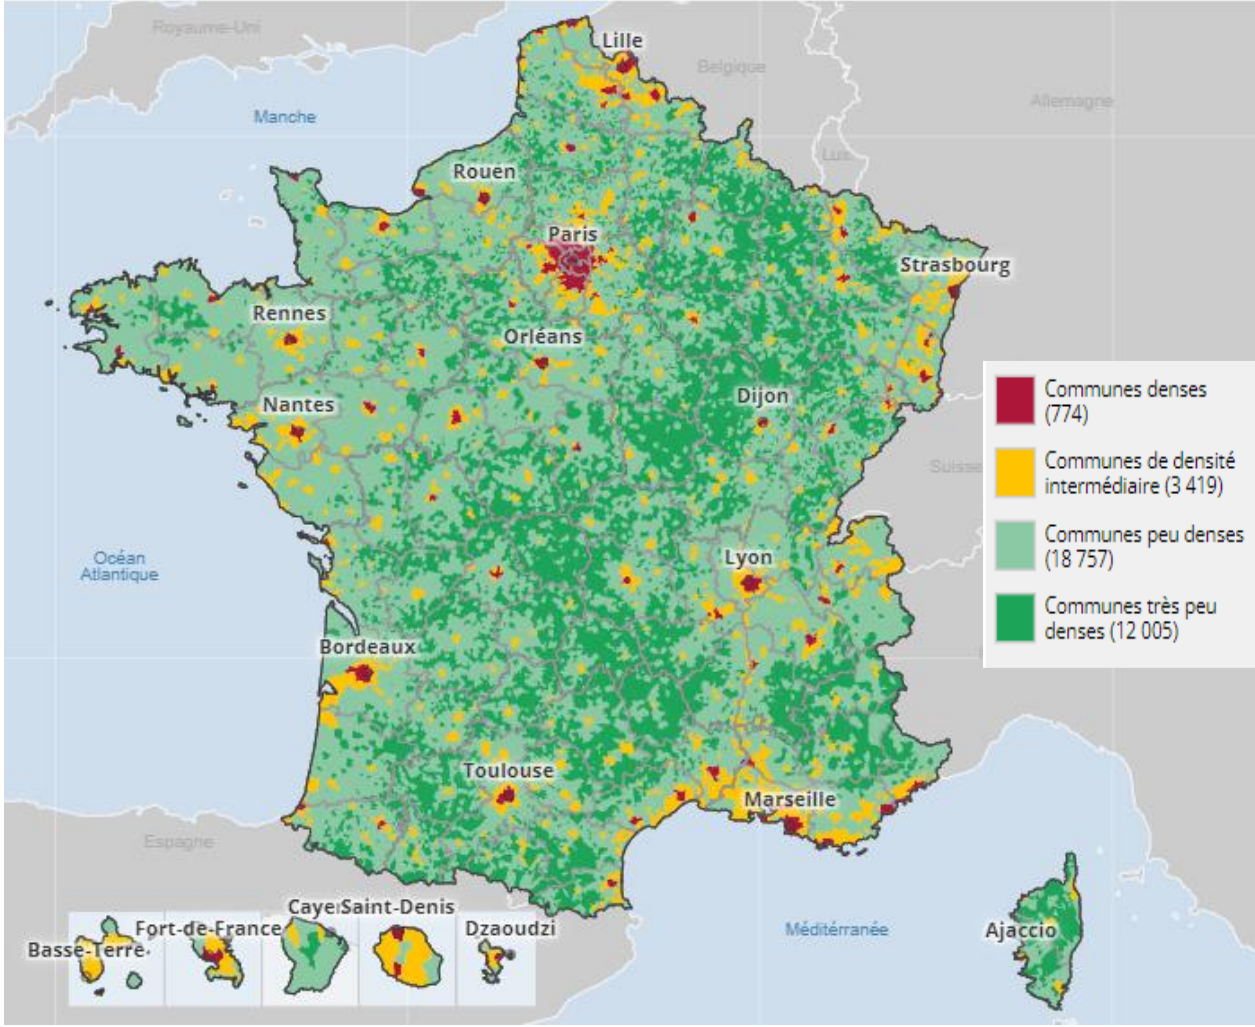 Royaume-Uni
Lille
Belgique
Allemagne
Manche
Lux.
Rouen
Paris
Strasbourg
Rennes
Orléans
Dijon
Nantes
Communes denses
(774)
Communes de densité
intermédiaire (3 419)
Suisse
Communes peu denses
(18 757)
Océan
Atlantique
Lyon
Communes très peu
denses (12 005)
Bordeaux
Toulouse
Marseille
Espagne
Saint-Denis
Fort-de-France
Dzaoudzi
Basse-Terre
Méditérranée
Ajaccio